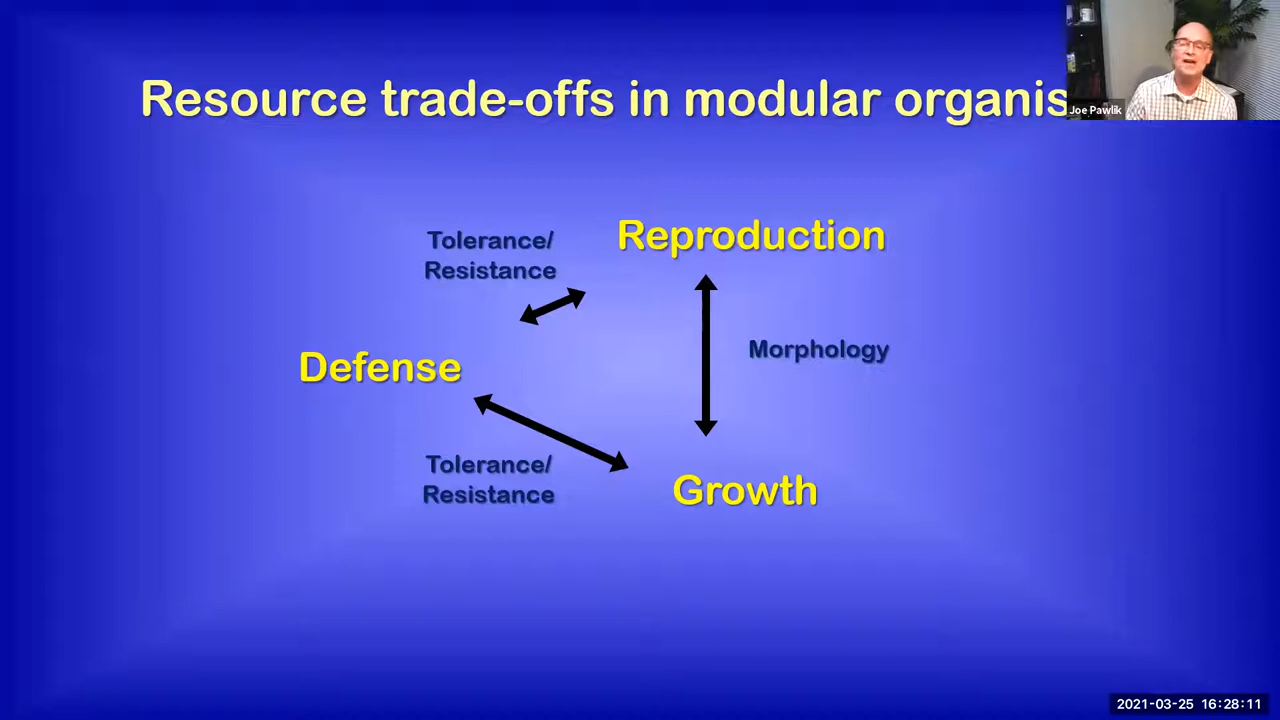 Resource trade-offs in modular organis
Joe Pawlik
Tolerance/
Resistance
Reproduction
Defense
Morphology
Tolerance/
Resistance
Growth
2021-03-25 16:28:11